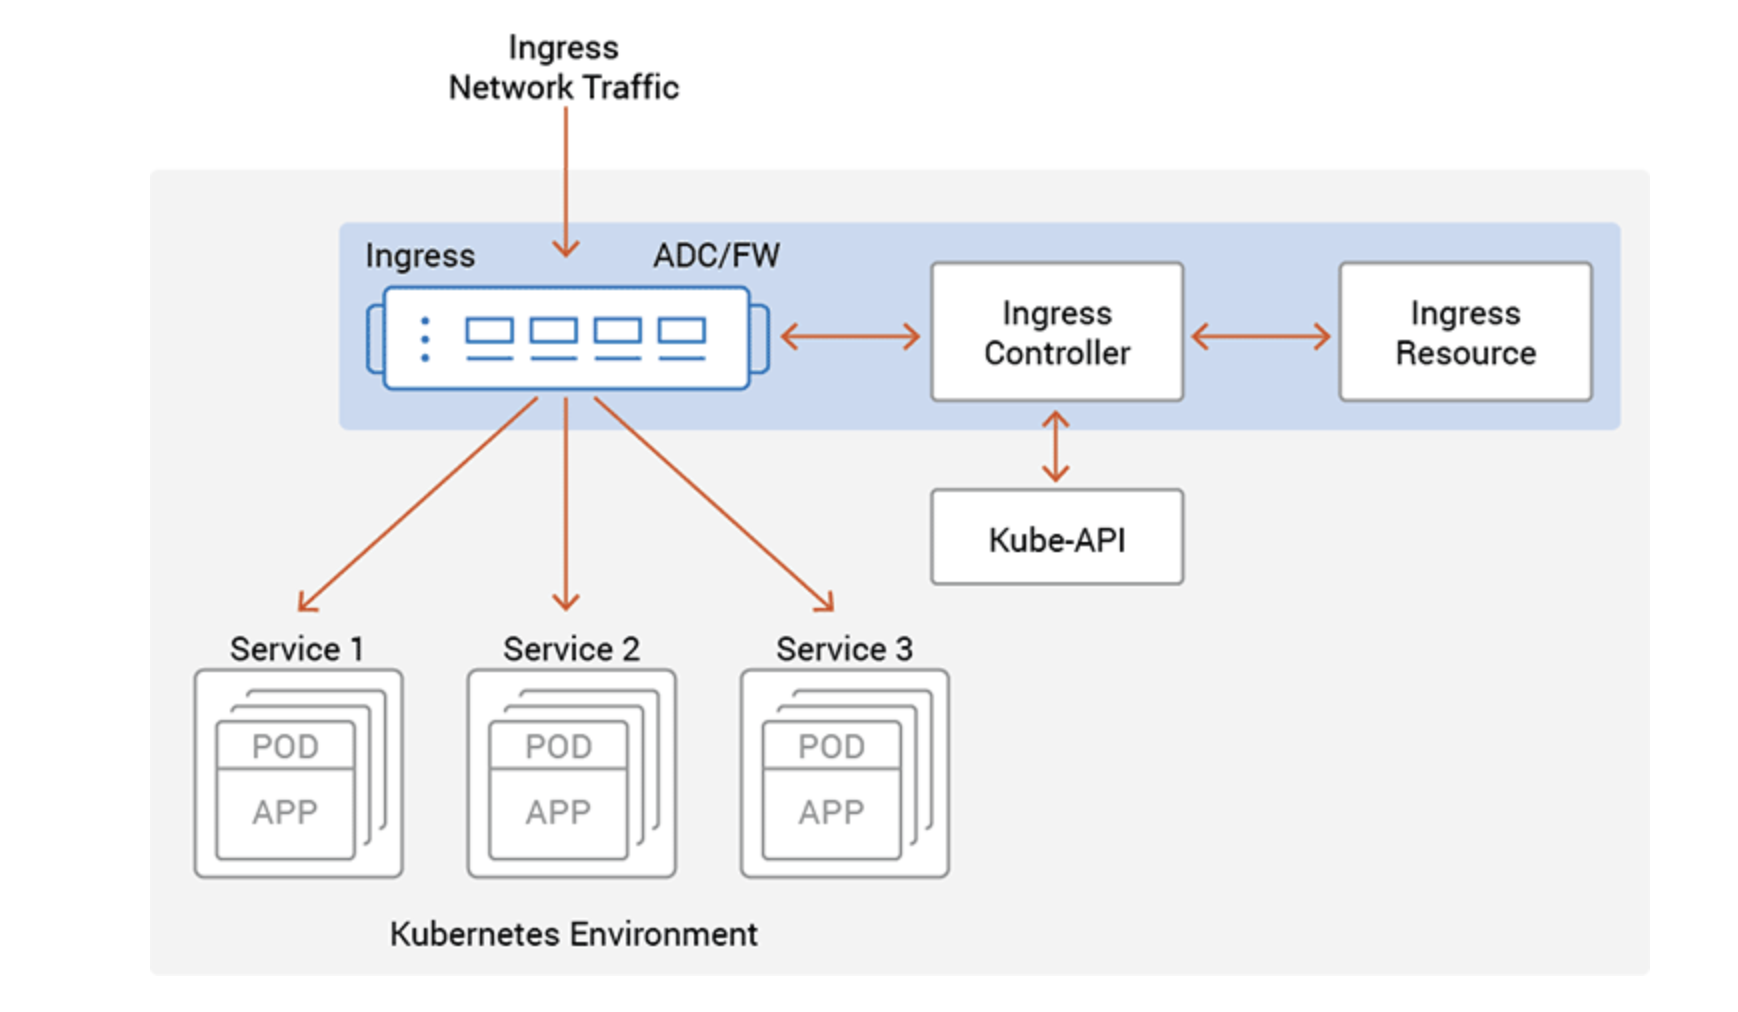 Ingress
Network Traffic
Ingress
ADC/FW
Ingress
Controller
Ingress
Resource
Kube-API
Service 1
Service 2
Service 3
POD
APP
POD
APP
POD
APP
Kubernetes Environment